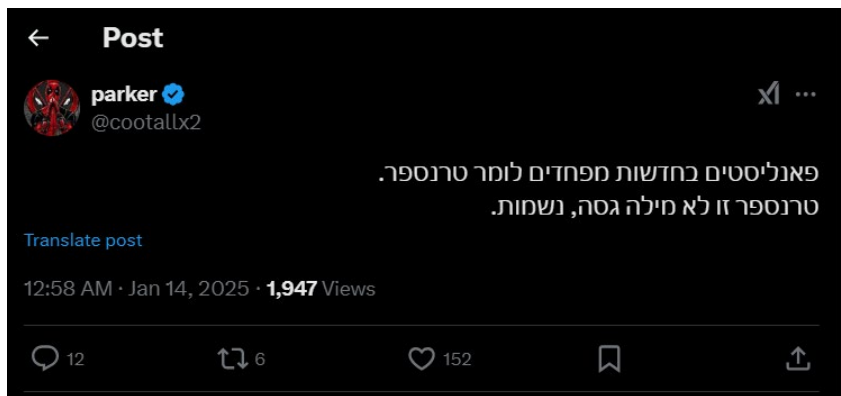 Post
parker
@cootallx2
פאנליסטים בחדשות מפחדים לומר טרנספר.
טרנספר זו לא מילה גסה, נשמות.
Translate post
12:58 AM · Jan 14, 2025 · 1,947 Views
12 6 152